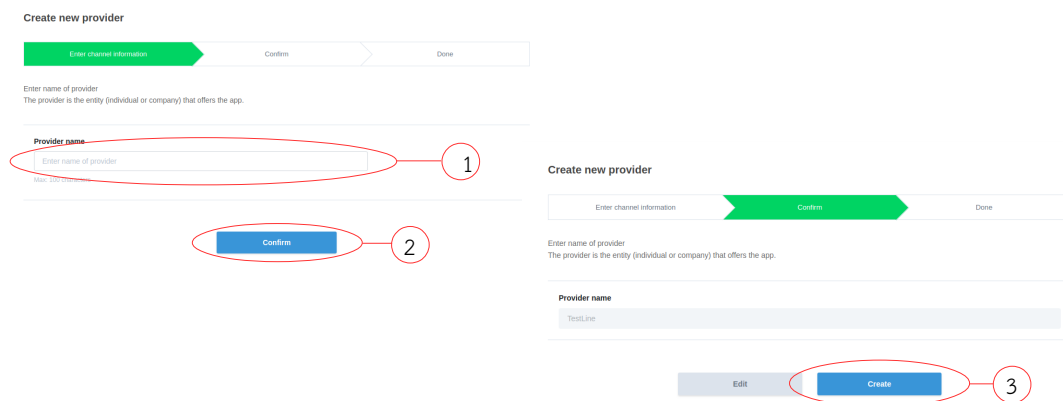 Create new provider
Enter channel information
Confirm
Done
Enter name of provider
The provider is the entity (individual or company) that offers the app.
Provider name
Enter name of provider
Max: 100 characters
1
Confirm
2
Create new provider
Enter channel information
Confirm
Done
Enter name of provider
The provider is the entity (individual or company) that offers the app.
Provider name
TestLine
Edit
Create
3